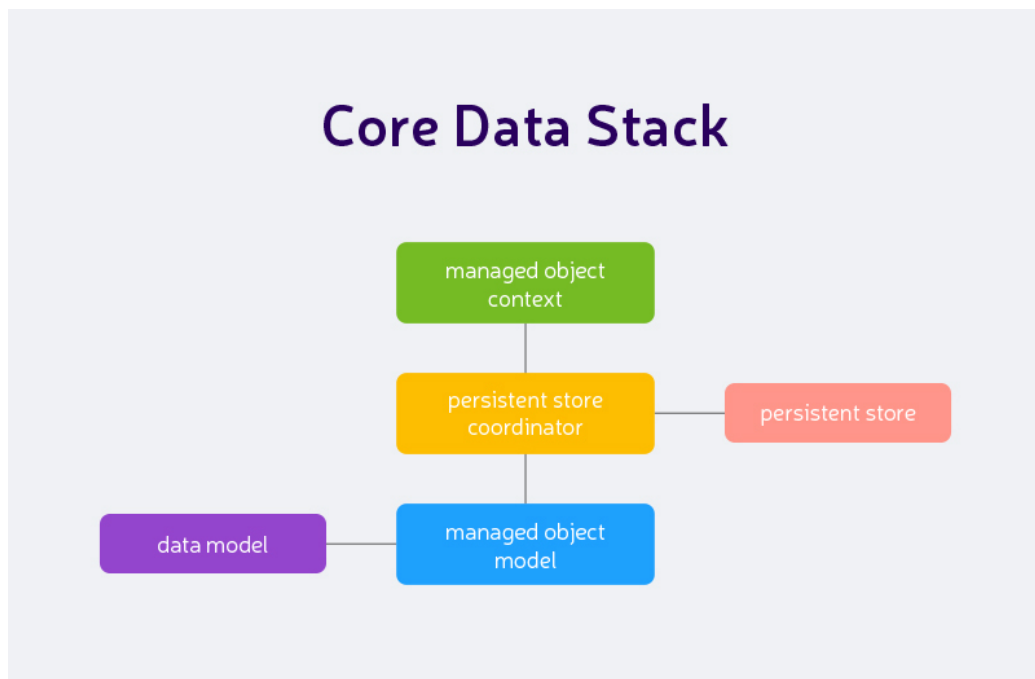 Core Data Stack
managed object
context
persistent store
coordinator
persistent store
data model
managed object
model